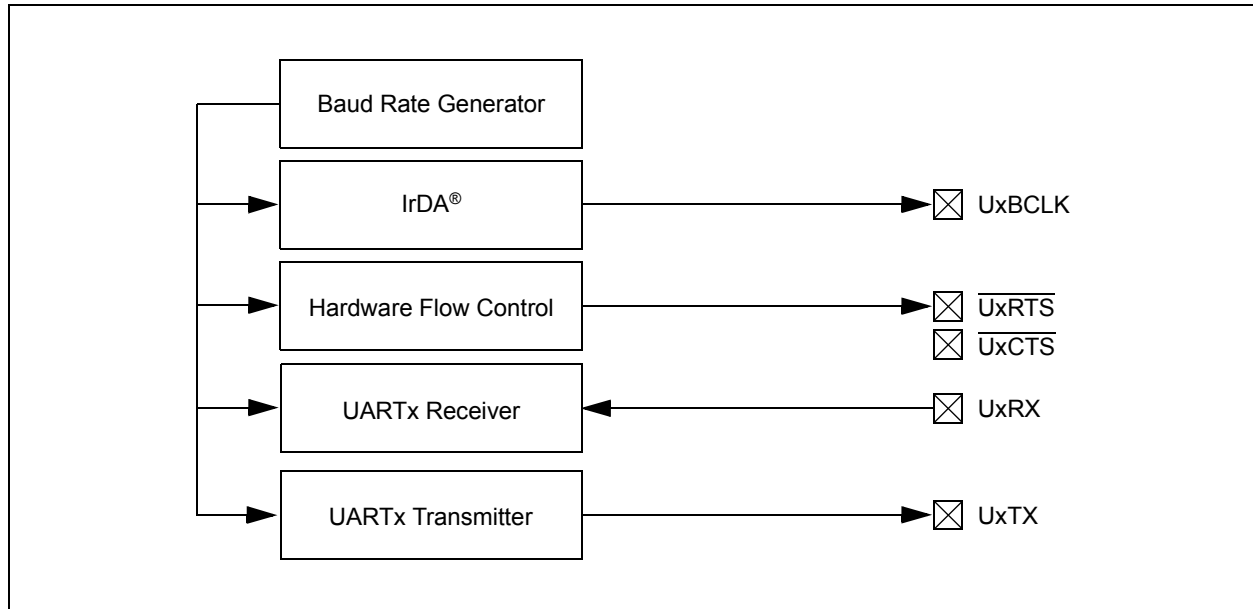 Baud Rate Generator
IrDA®
UxBCLK
Hardware Flow Control
UxRTS
UxCTS
UARTx Receiver
UxRX
UARTx Transmitter
UxTX